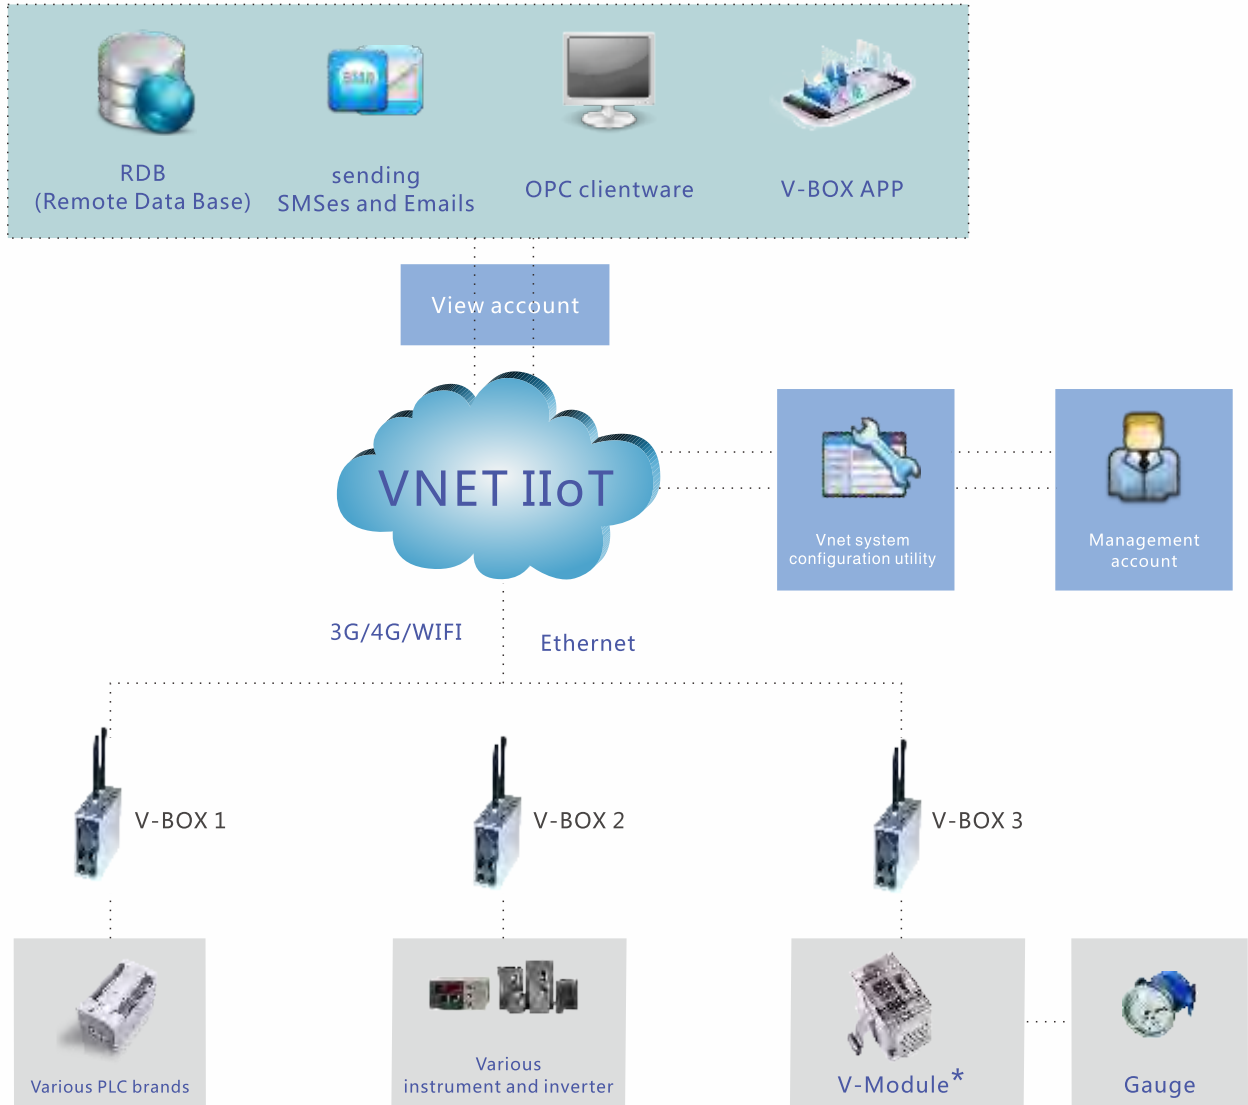 RDB
(Remote Data Base)
sending
SMSes and Emails
OPC clientware
V-BOX APP
View account
VNET IIoT
Vnet system
configuration utility
Management
account
3G/4G/WIFI
Ethernet
V-BOX 1
V-BOX 2
V-BOX 3
Various PLC brands
Various
instrument and inverter
V-Module*
Gauge